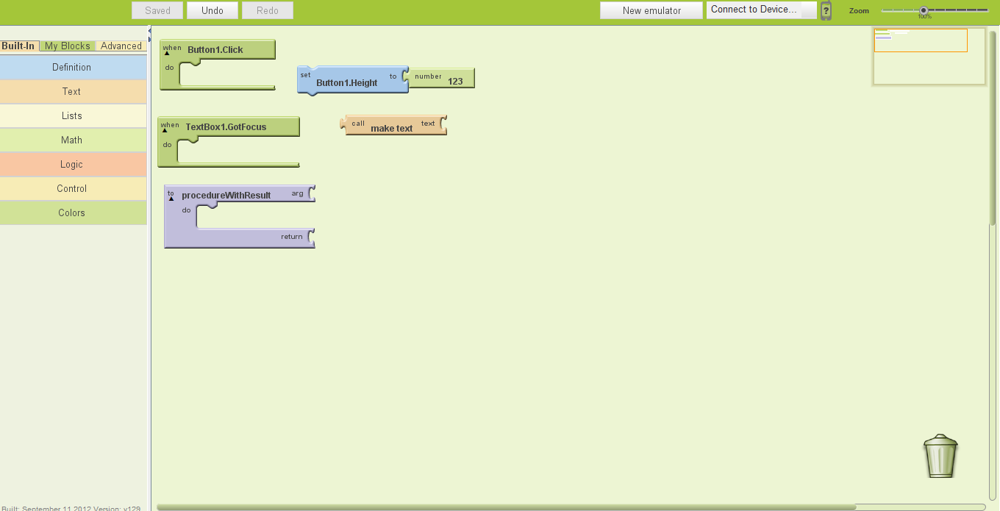 Saved Undo Redo New emulator Connect to Device... ? Zoom
100%
Built-In My Blocks Advanced
Definition
Text
Lists
Math
Logic
Control
Colors
when Button1.Click
do
set Button1.Height to number 123
when TextBox1.GotFocus
do
call make text text
to procedureWithResult arg
do
return
Built: September 11 2012 Version: v129